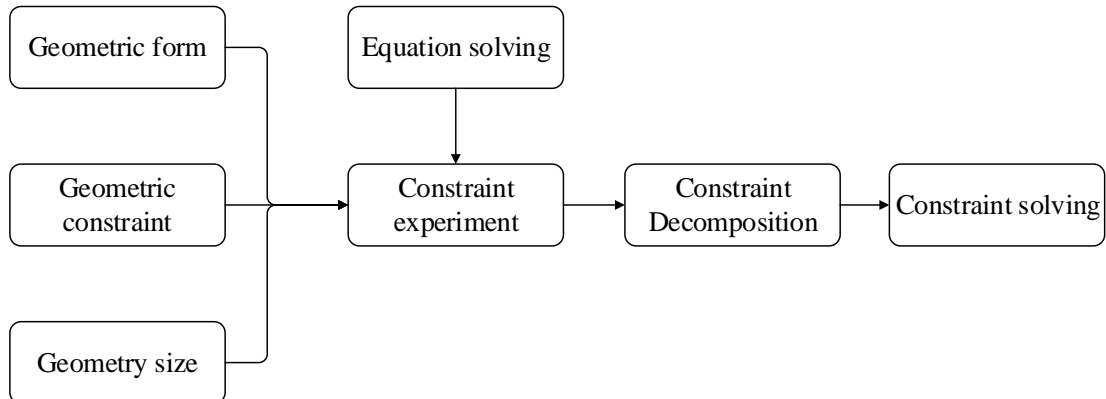 Geometric form
Equation solving
Geometric
constraint
Constraint
experiment
Constraint
Decomposition
Constraint solving
Geometry size